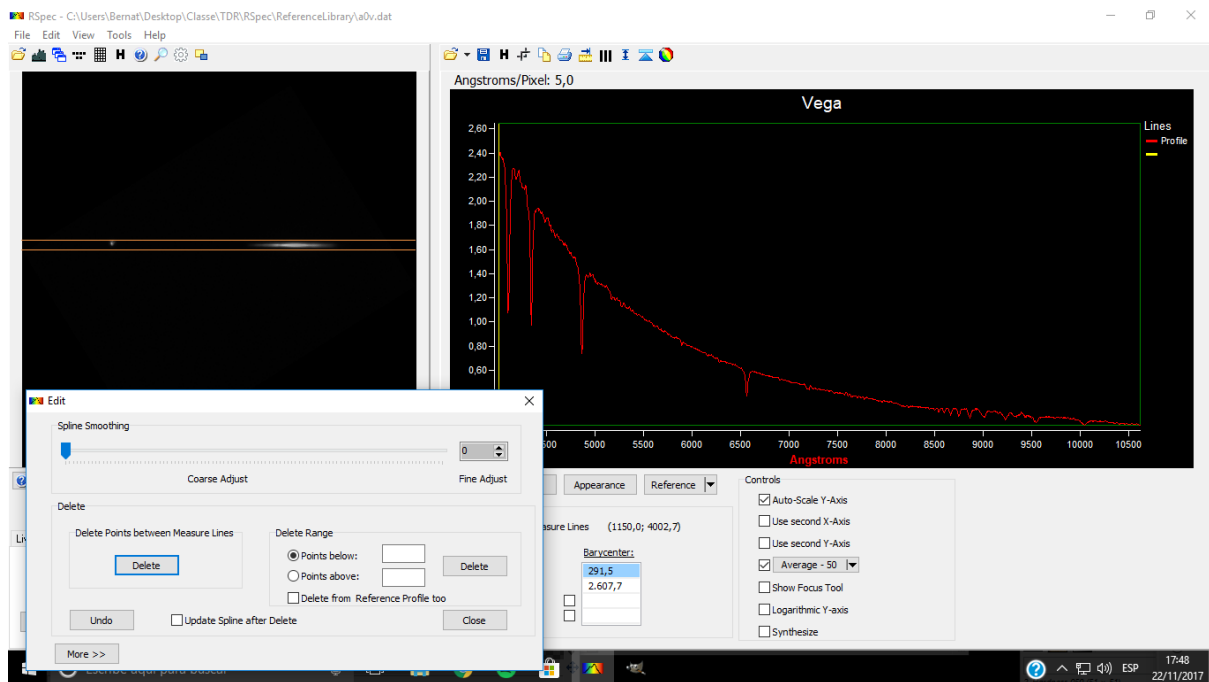 RSpec - C:\Users\Bernat\Desktop\Classe\TDR\RSpec\ReferenceLibrary\a0v.dat
File Edit View Tools Help
H
H
Angstroms/Pixel: 5,0
Vega
Lines
Profile
2,60
2,40
2,20
2,00
1,80
1,60
1,40
1,20
1,00
0,80
0,60
5000 5500 6000 6500 7000 7500 8000 8500 9000 9500 10000 10500
Angstroms
Edit
Spline Smoothing
0
Coarse Adjust
Fine Adjust
Delete
Delete Points between Measure Lines
Delete
Delete Range
Points below:
Points above:
Delete
Delete from Reference Profile too
Undo
Update Spline after Delete
Close
More >>
Appearance
Reference
(1150,0; 4002,7)
Lines
Barycenter:
291,5
2.607,7
Controls
Auto-Scale Y-Axis
Use second X-Axis
Use second Y-Axis
Average - 50
Show Focus Tool
Logarithmic Y-axis
Synthesize
ESP
17:48
22/11/2017